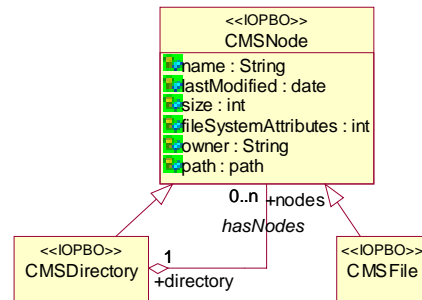 <<IOPBO>>
CMSNode
name : String
lastModified : date
size : int
fileSystemAttributes : int
owner : String
path : path
0..n +nodes
hasNodes
<<IOPBO>>
CMSDirectory
1
+directory
<<IOPBO>>
CMSFile